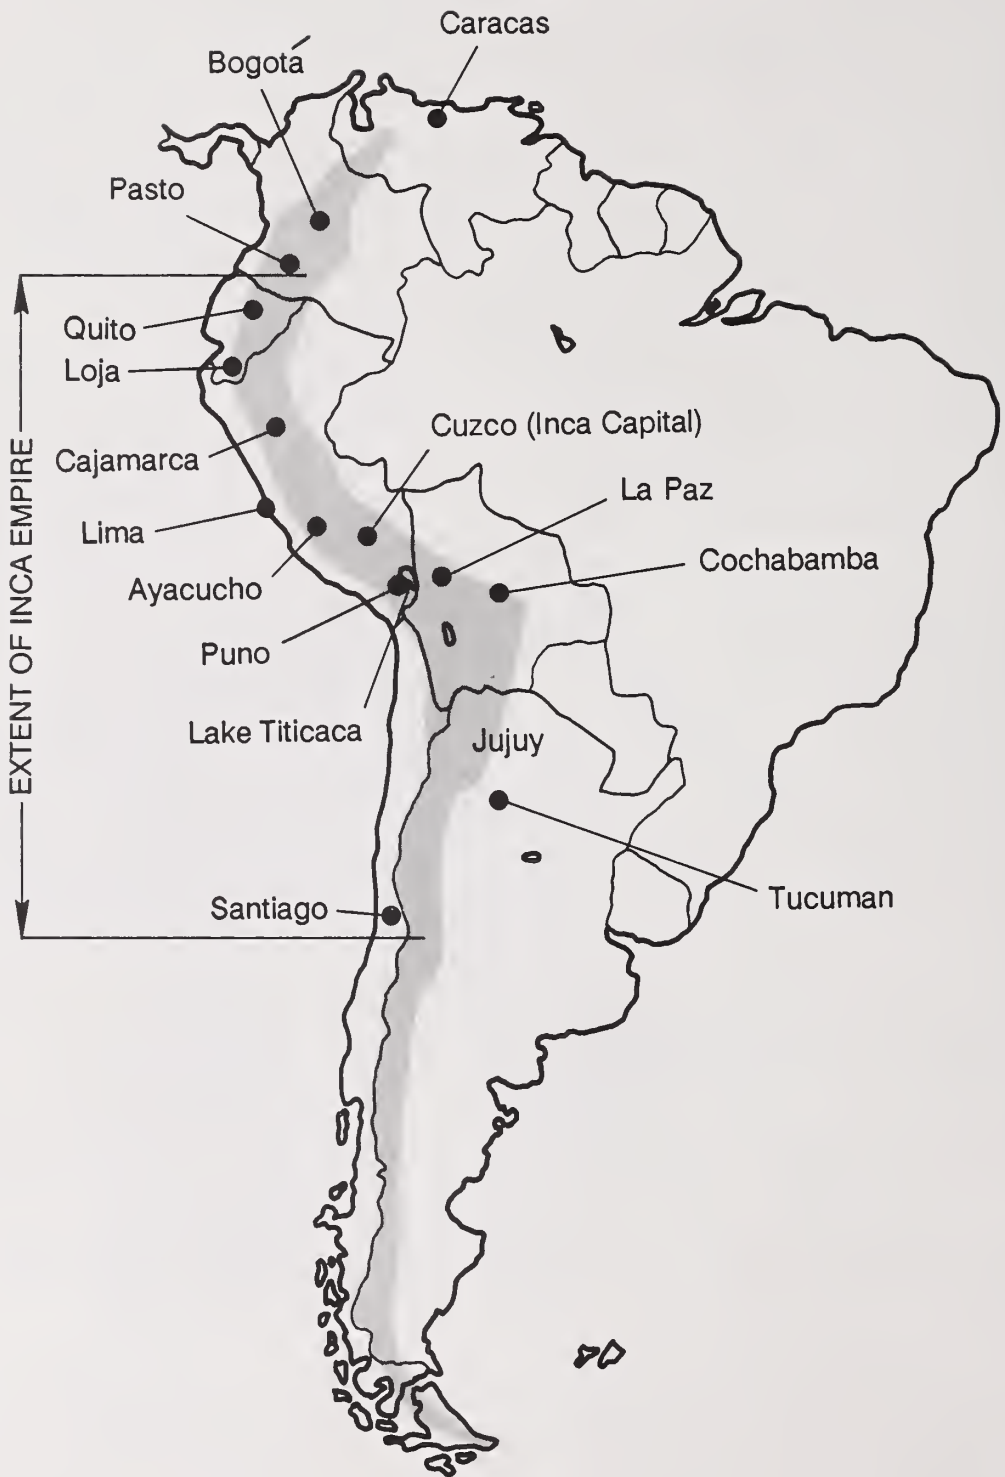 Caracas
Bogotá
Pasto
Quito
Loja
Cuzco (Inca Capital)
Cajamarca
La Paz
Lima
Cochabamba
Ayacucho
Puno
Lake Titicaca
Jujuy
Tucuman
Santiago
EXTENT OF INCA EMPIRE